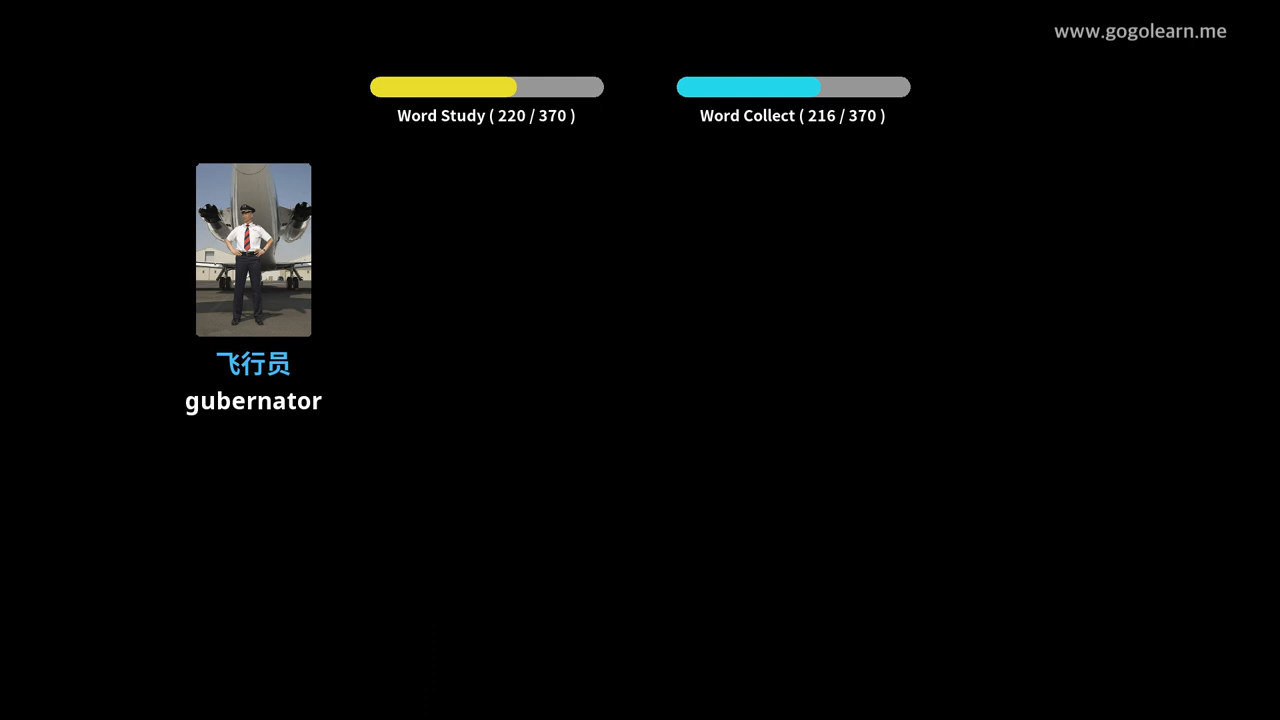 www.gogolearn.me
Word Study ( 220 / 370 )
Word Collect ( 216 / 370 )
飞行员
gubernator